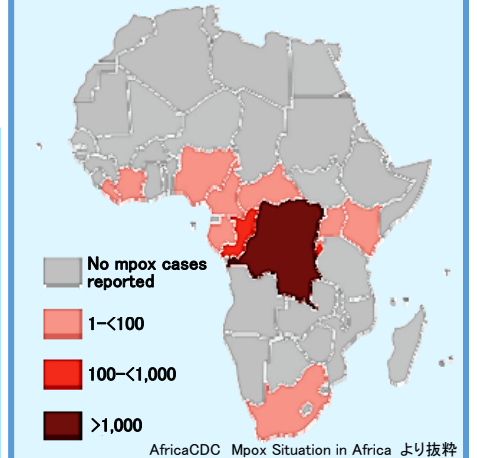 No mpox cases
reported
1-<100
100-<1,000
>1,000
AfricaCDC Mpox Situation in Africa より抜粋